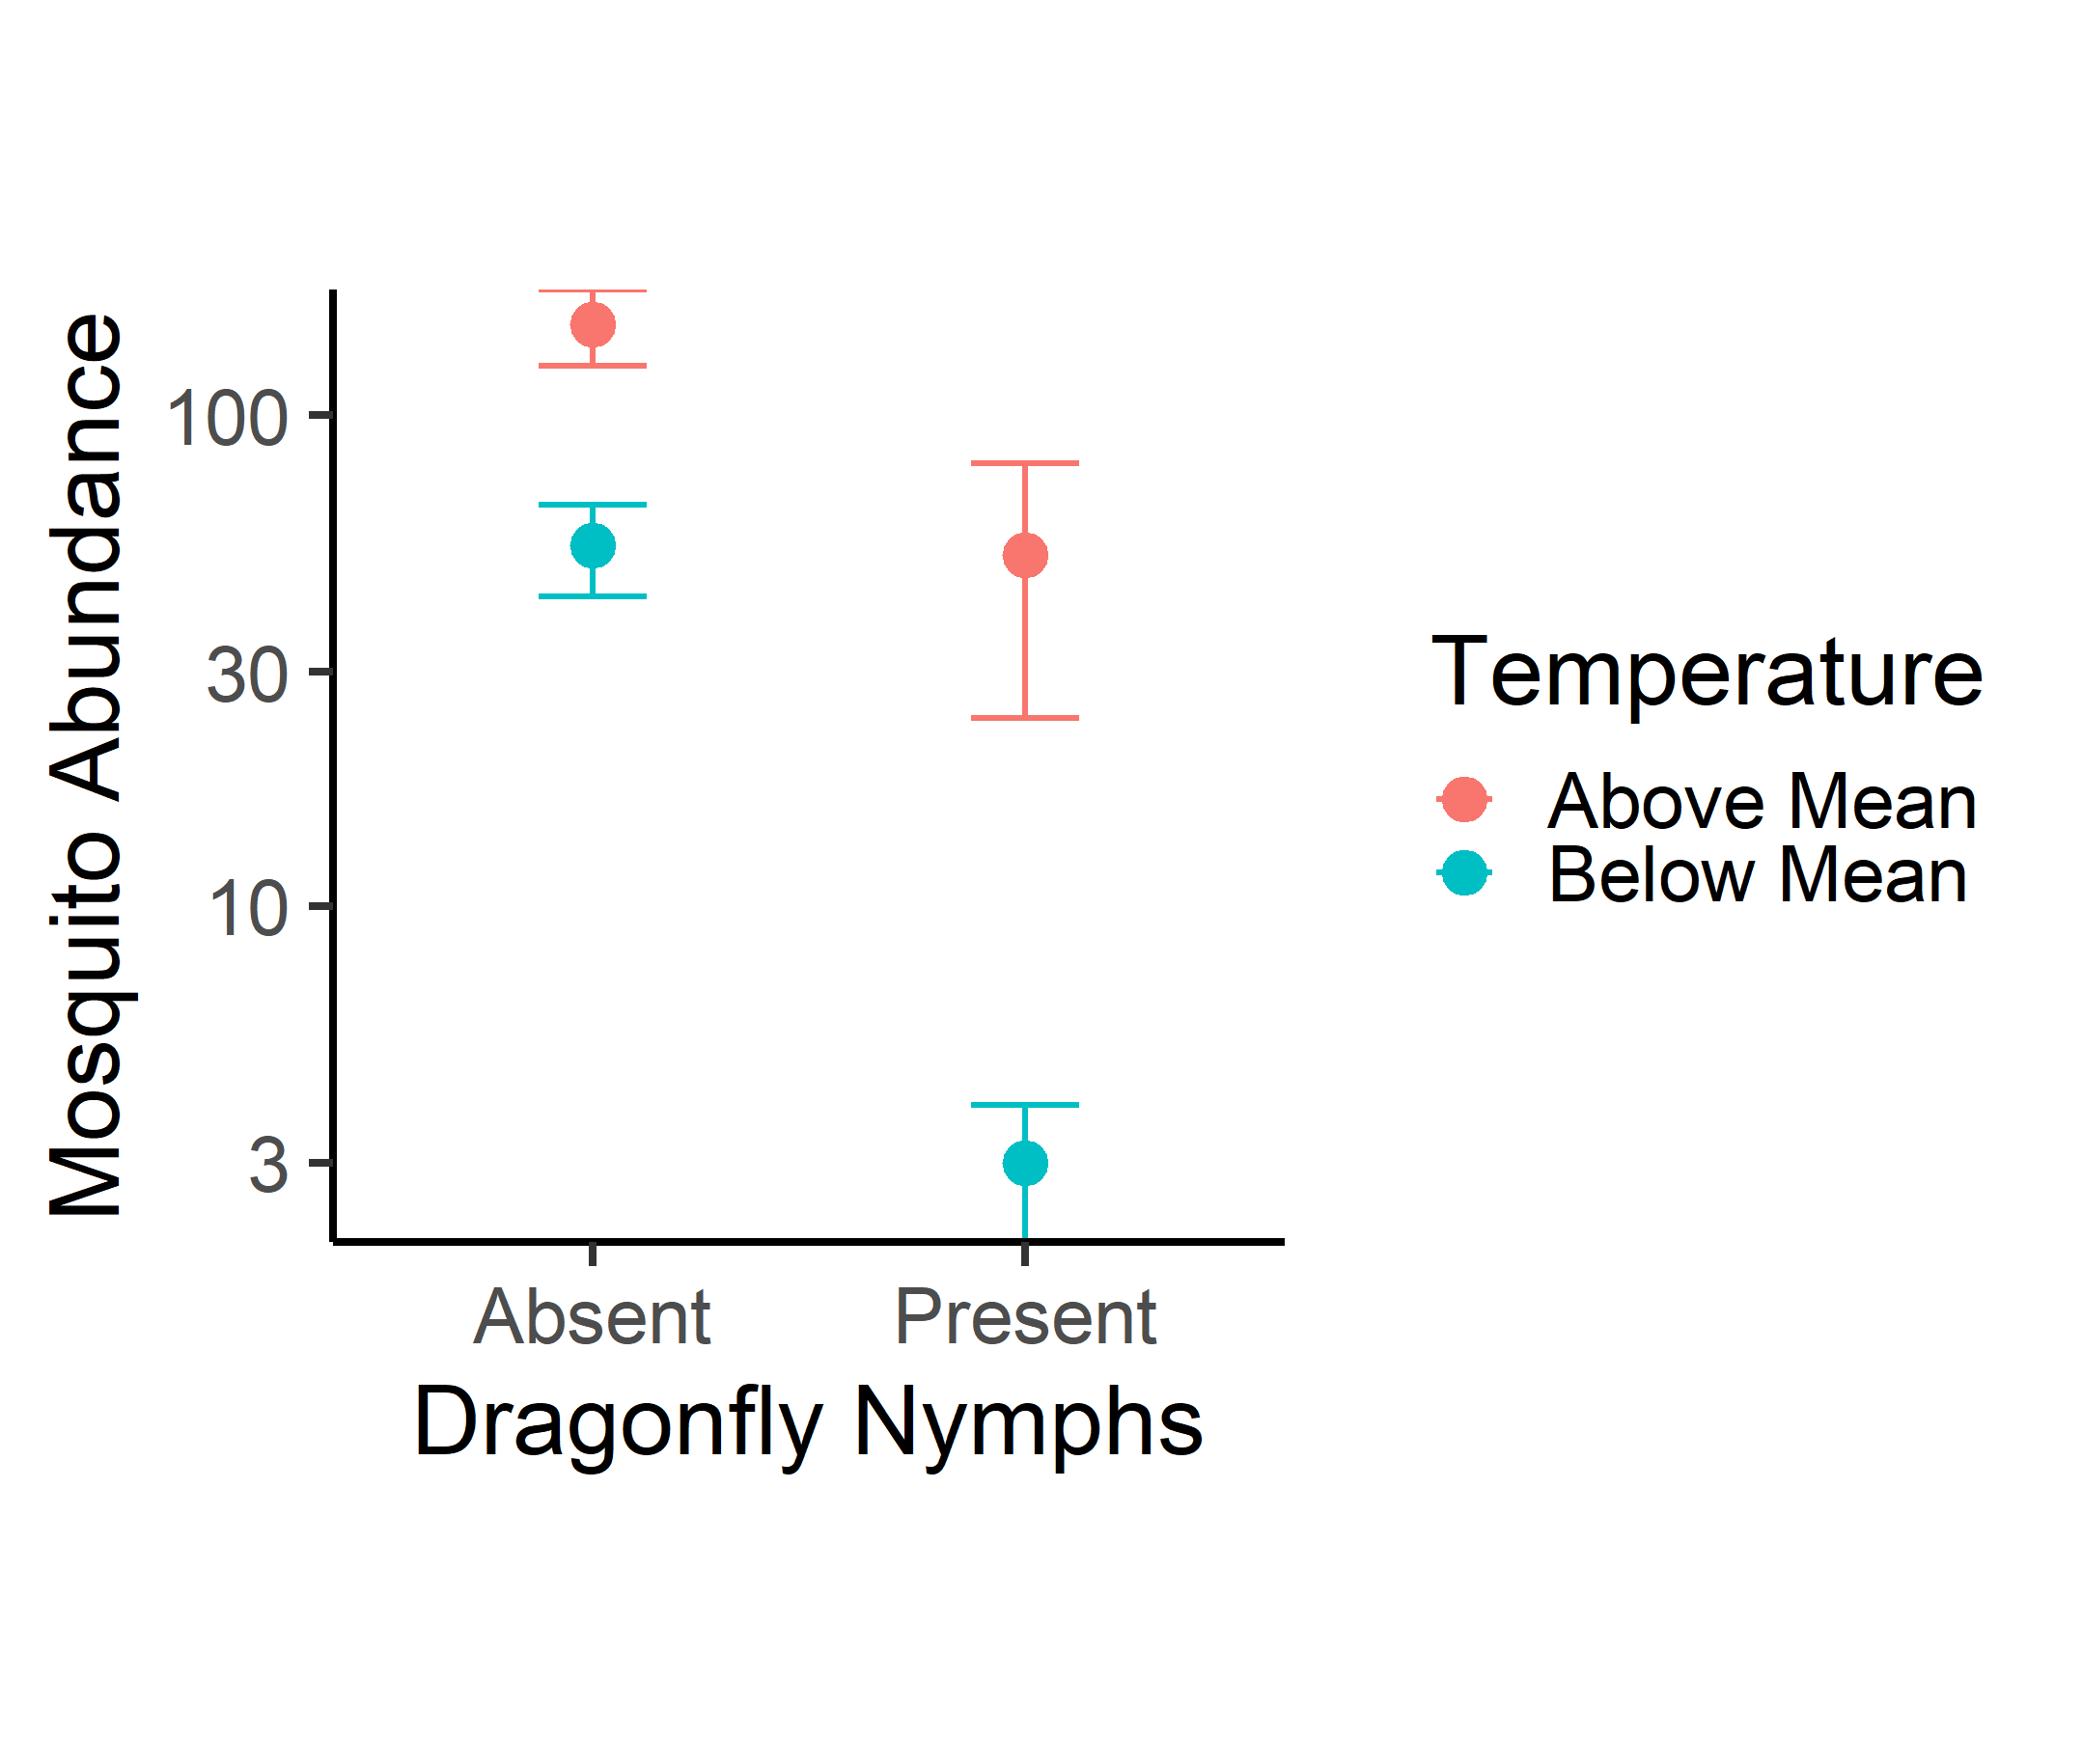 Mosquito Abundance
100
30
10
3
Absent Present
Dragonfly Nymphs
Temperature
Above Mean
Below Mean